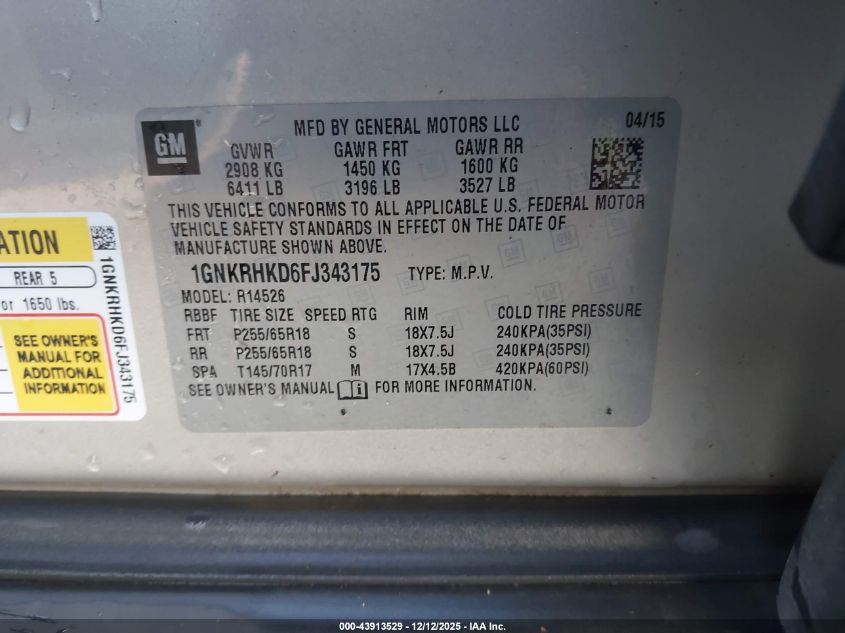 GM ®
MFD BY GENERAL MOTORS LLC
04/15
GVWR GAWR FRT GAWR RR
2908 KG 1450 KG 1600 KG
6411 LB 3196 LB 3527 LB
THIS VEHICLE CONFORMS TO ALL APPLICABLE U.S. FEDERAL MOTOR
VEHICLE SAFETY STANDARDS IN EFFECT ON THE DATE OF
MANUFACTURE SHOWN ABOVE.
1GNKRHKD6FJ343175 TYPE: M.P.V.
MODEL: R14526
RBBF TIRE SIZE SPEED RTG RIM COLD TIRE PRESSURE
FRT P255/65R18 S 18X7.5J 240KPA(35PSI)
RR P255/65R18 S 18X7.5J 240KPA(35PSI)
SPA T145/70R17 M 17X4.5B 420KPA(60PSI)
SEE OWNER'S MANUAL FOR MORE INFORMATION.
ATION
REAR 5
or 1650 lbs.
SEE OWNER'S
MANUAL FOR
ADDITIONAL
INFORMATION
1GNKRHKD6FJ343175
000-43913529 - 12/12/2025 - IAA Inc.